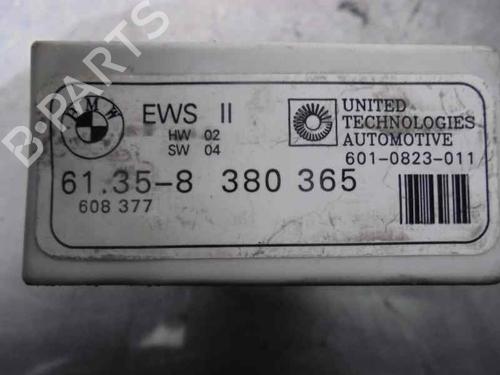 B-PARTS
BMW
EWS II
HW 02
SW 04
UNITED
TECHNOLOGIES
AUTOMOTIVE
601-0823-011
61.35-8 380 365
608 377